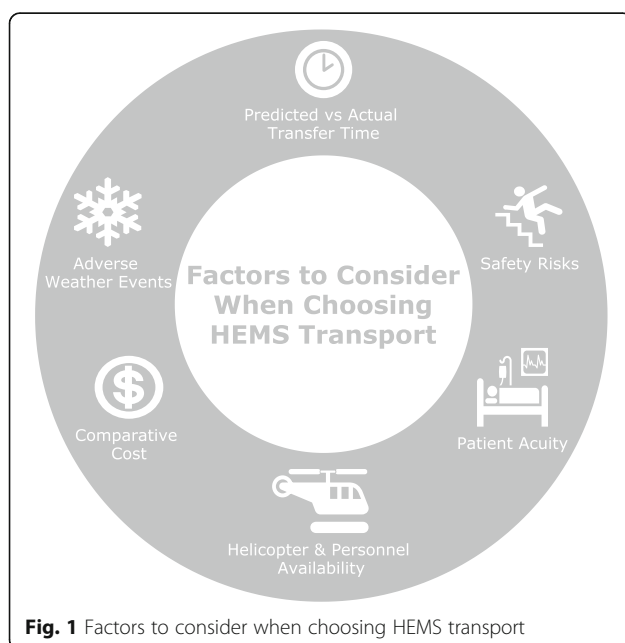 Predicted vs Actual
Transfer Time
Safety Risks
Patient Acuity
Helicopter & Personnel
Availability
Comparative
Cost
Adverse
Weather Events
Factors to Consider
When Choosing
HEMS Transport
Fig. 1 Factors to consider when choosing HEMS transport